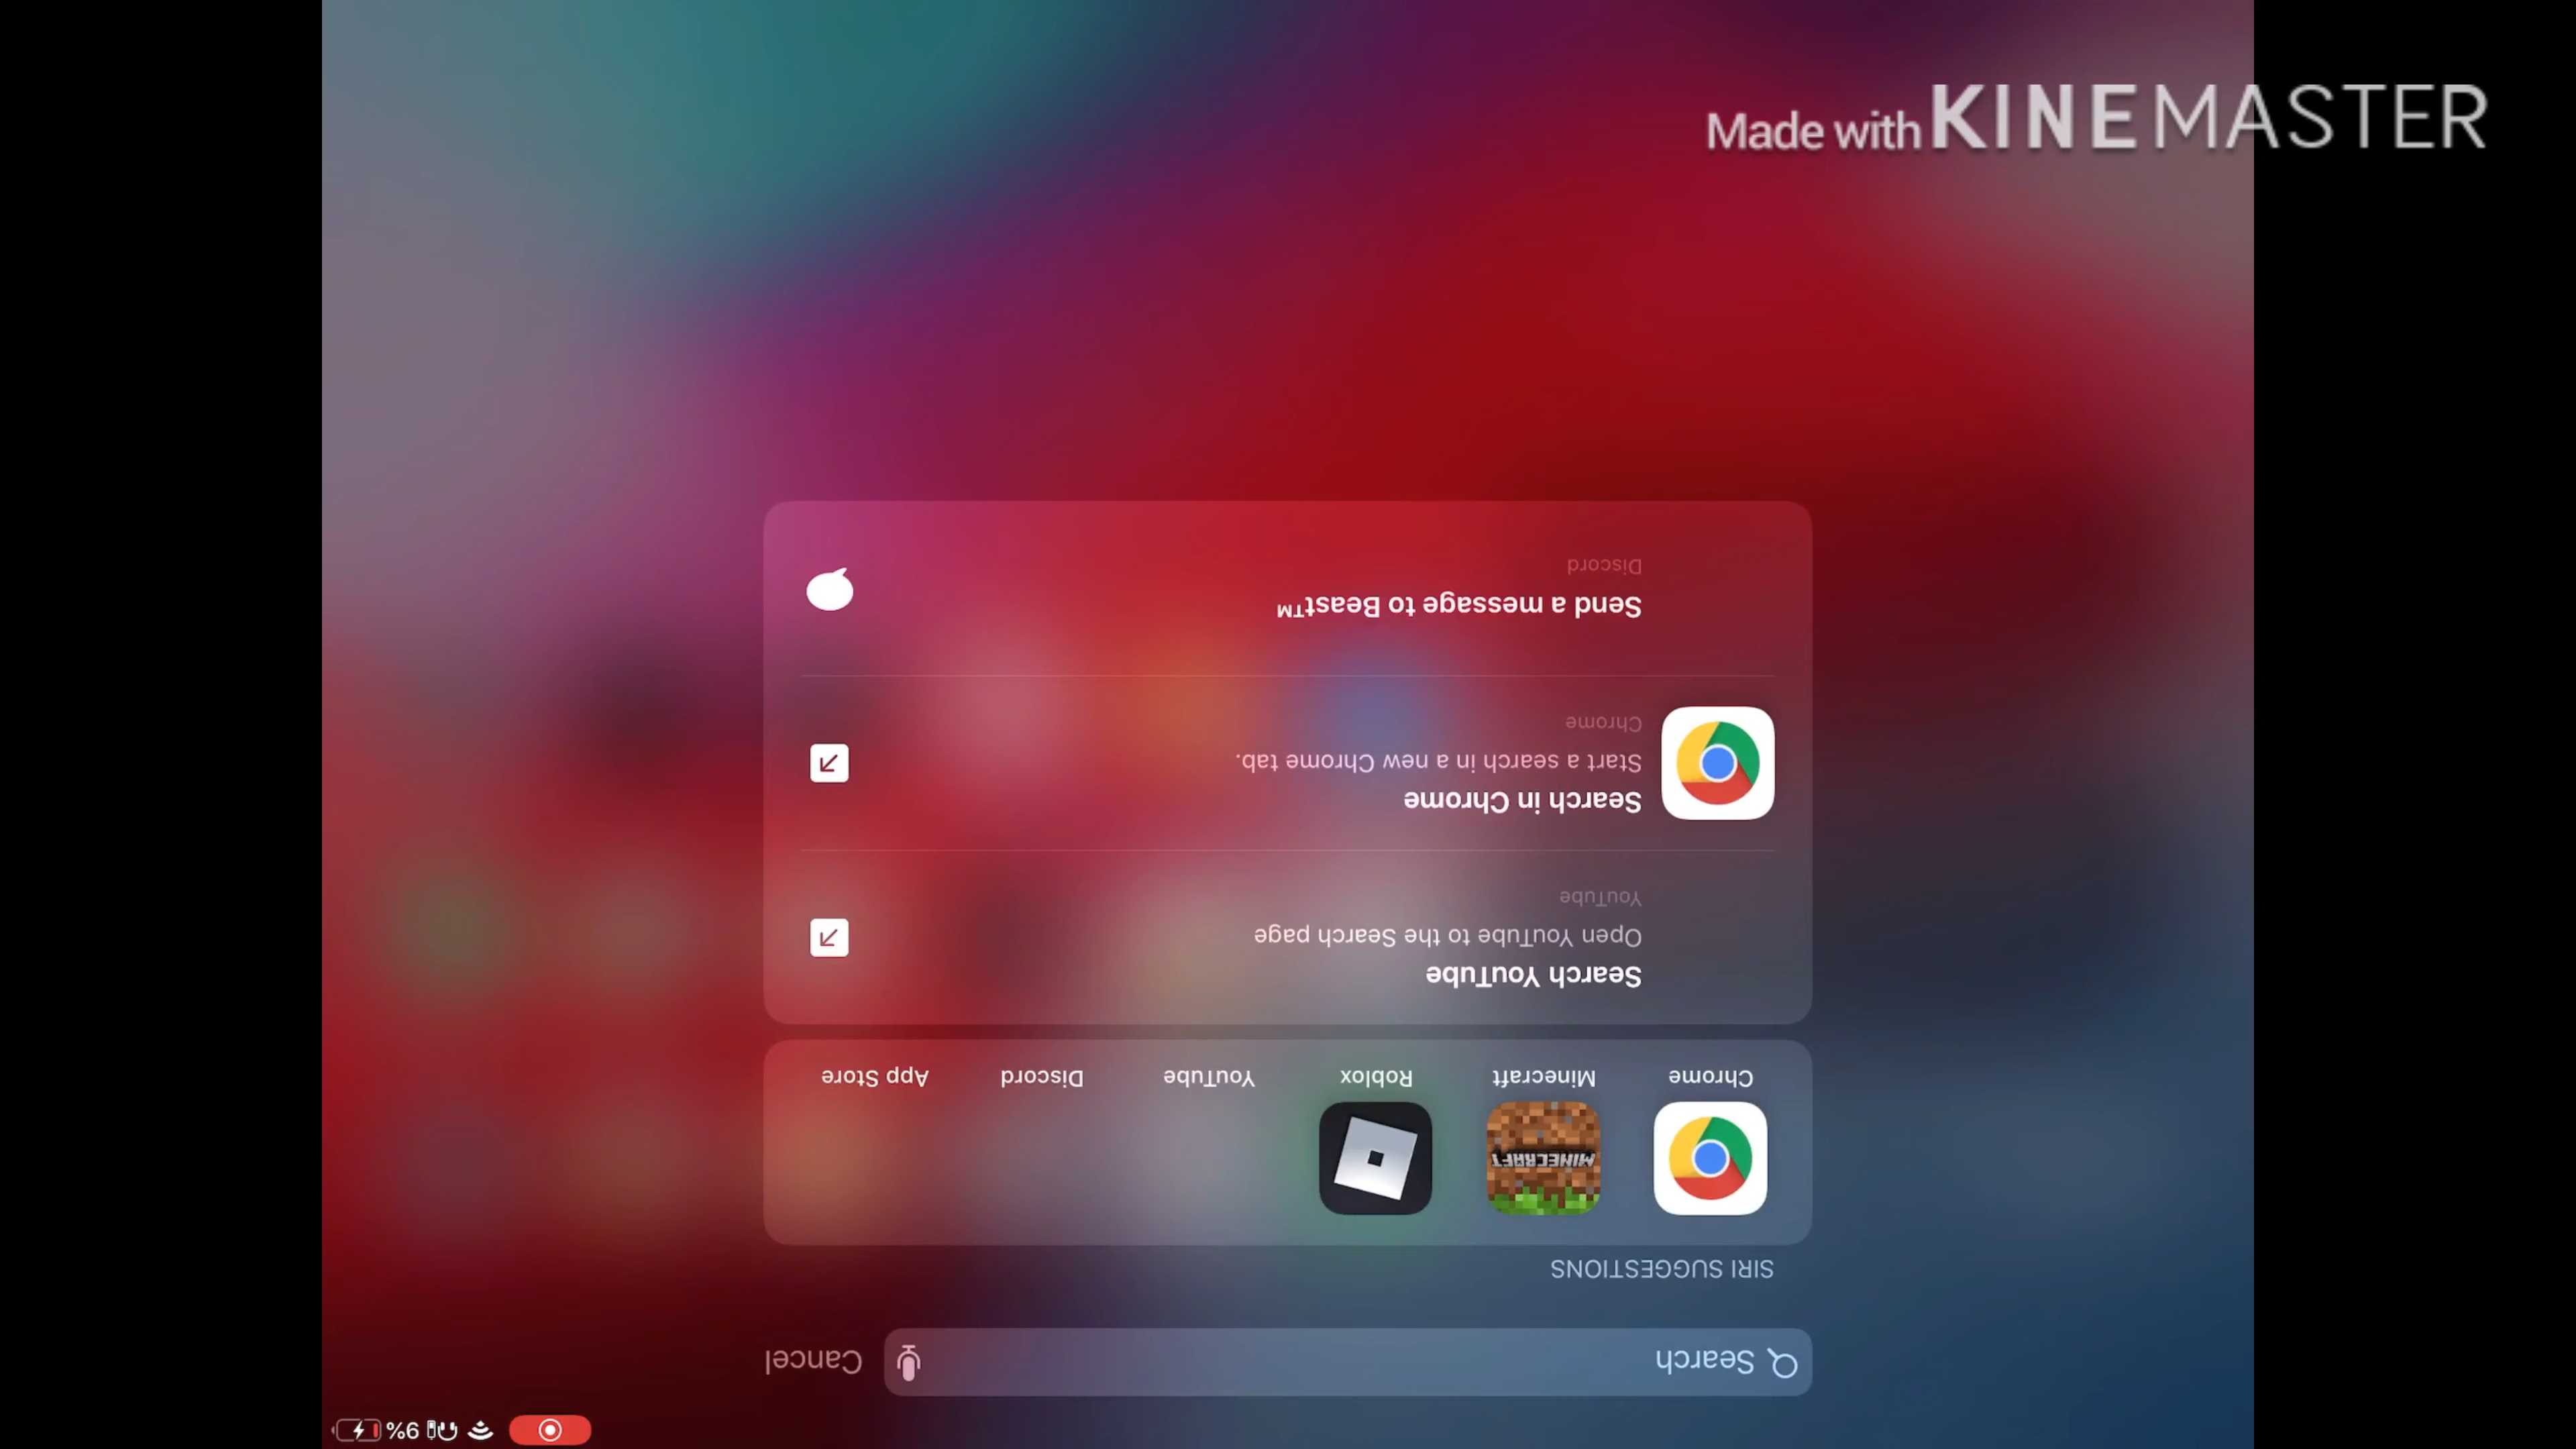 Made with KINEMASTER
9%
Search
Cancel
SIRI SUGGESTIONS
MINECRAFT
Chrome
Minecraft
Roblox
YouTube
Discord
App Store
Search YouTube
Open YouTube to the Search page
YouTube
Search in Chrome
Start a search in a new Chrome tab.
Chrome
Send a message to Beast™
Discord